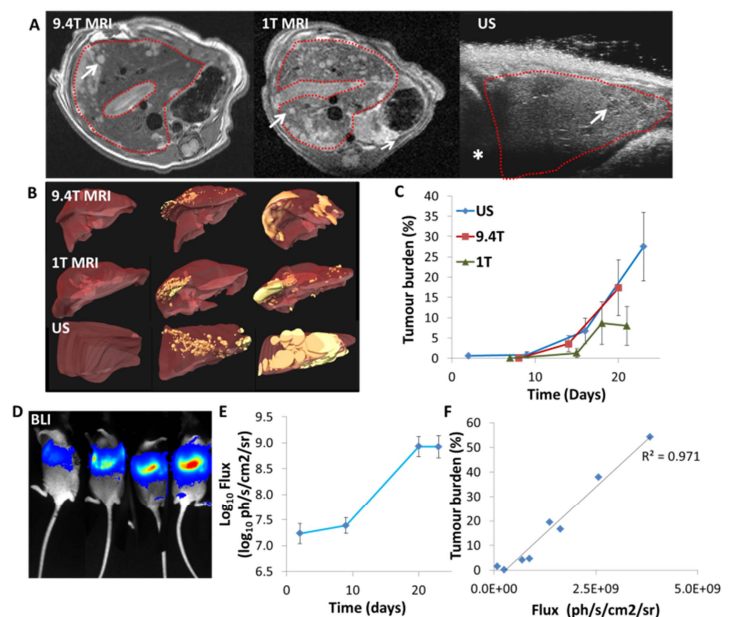 A 9.4T MRI 1T MRI US
*
B 9.4T MRI
1T MRI
US
C
Tumour burden (%)
40
35
30
25
20
15
10
5
0
US
9.4T
1T
0 10 20
Time (Days)
D BLI
E
Log10 Flux
(log10 ph/s/cm2/sr)
9.5
9.0
8.5
8.0
7.5
7.0
6.5
0 10 20
Time (days)
F
Tumour burden (%)
60
50
40
30
20
10
0
R² = 0.971
0.0E+00 2.5E+09 5.0E+09
Flux (ph/s/cm2/sr)